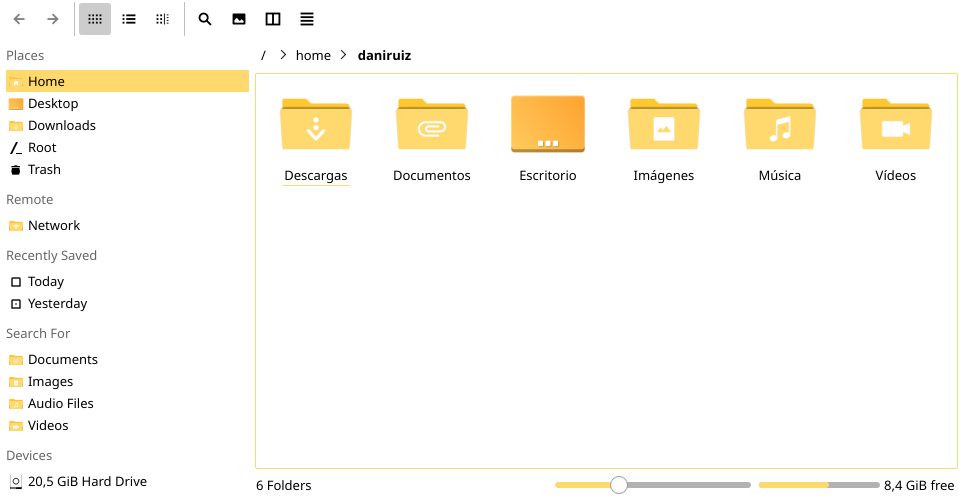 Places
Home
Desktop
Downloads
Root
Trash
Remote
Network
Recently Saved
Today
Yesterday
Search For
Documents
Images
Audio Files
Videos
Devices
20,5 GiB Hard Drive
/ > home > daniruiz
Descargas Documentos Escritorio Imágenes Música Vídeos
6 Folders 8,4 GiB free